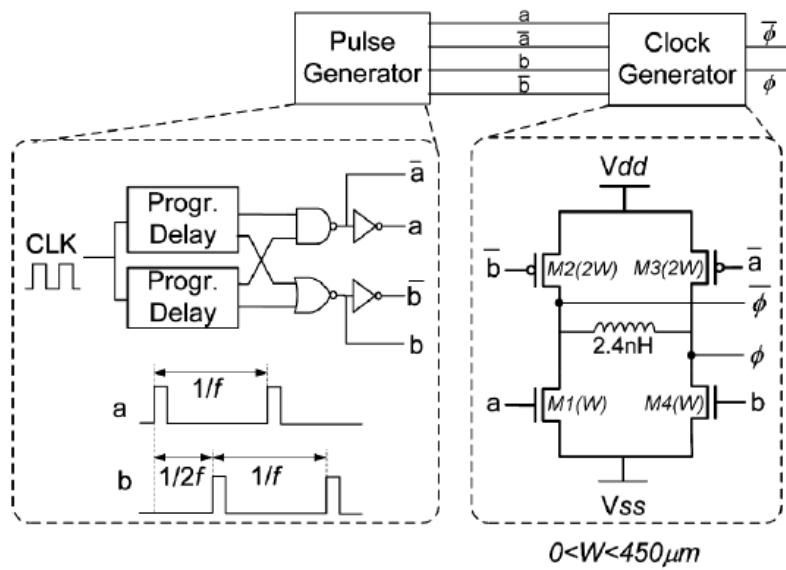 Pulse Generator
a
a̅
b
b̅
Clock Generator
ϕ̅
ϕ
CLK
Progr. Delay
Progr. Delay
a̅
a
b̅
b
a
1/f
b
1/2f
1/f
Vdd
b̅
M2(2W)
M3(2W)
a̅
ϕ̅
2.4nH
ϕ
a
M1(W)
M4(W)
b
Vss
0<W<450μm